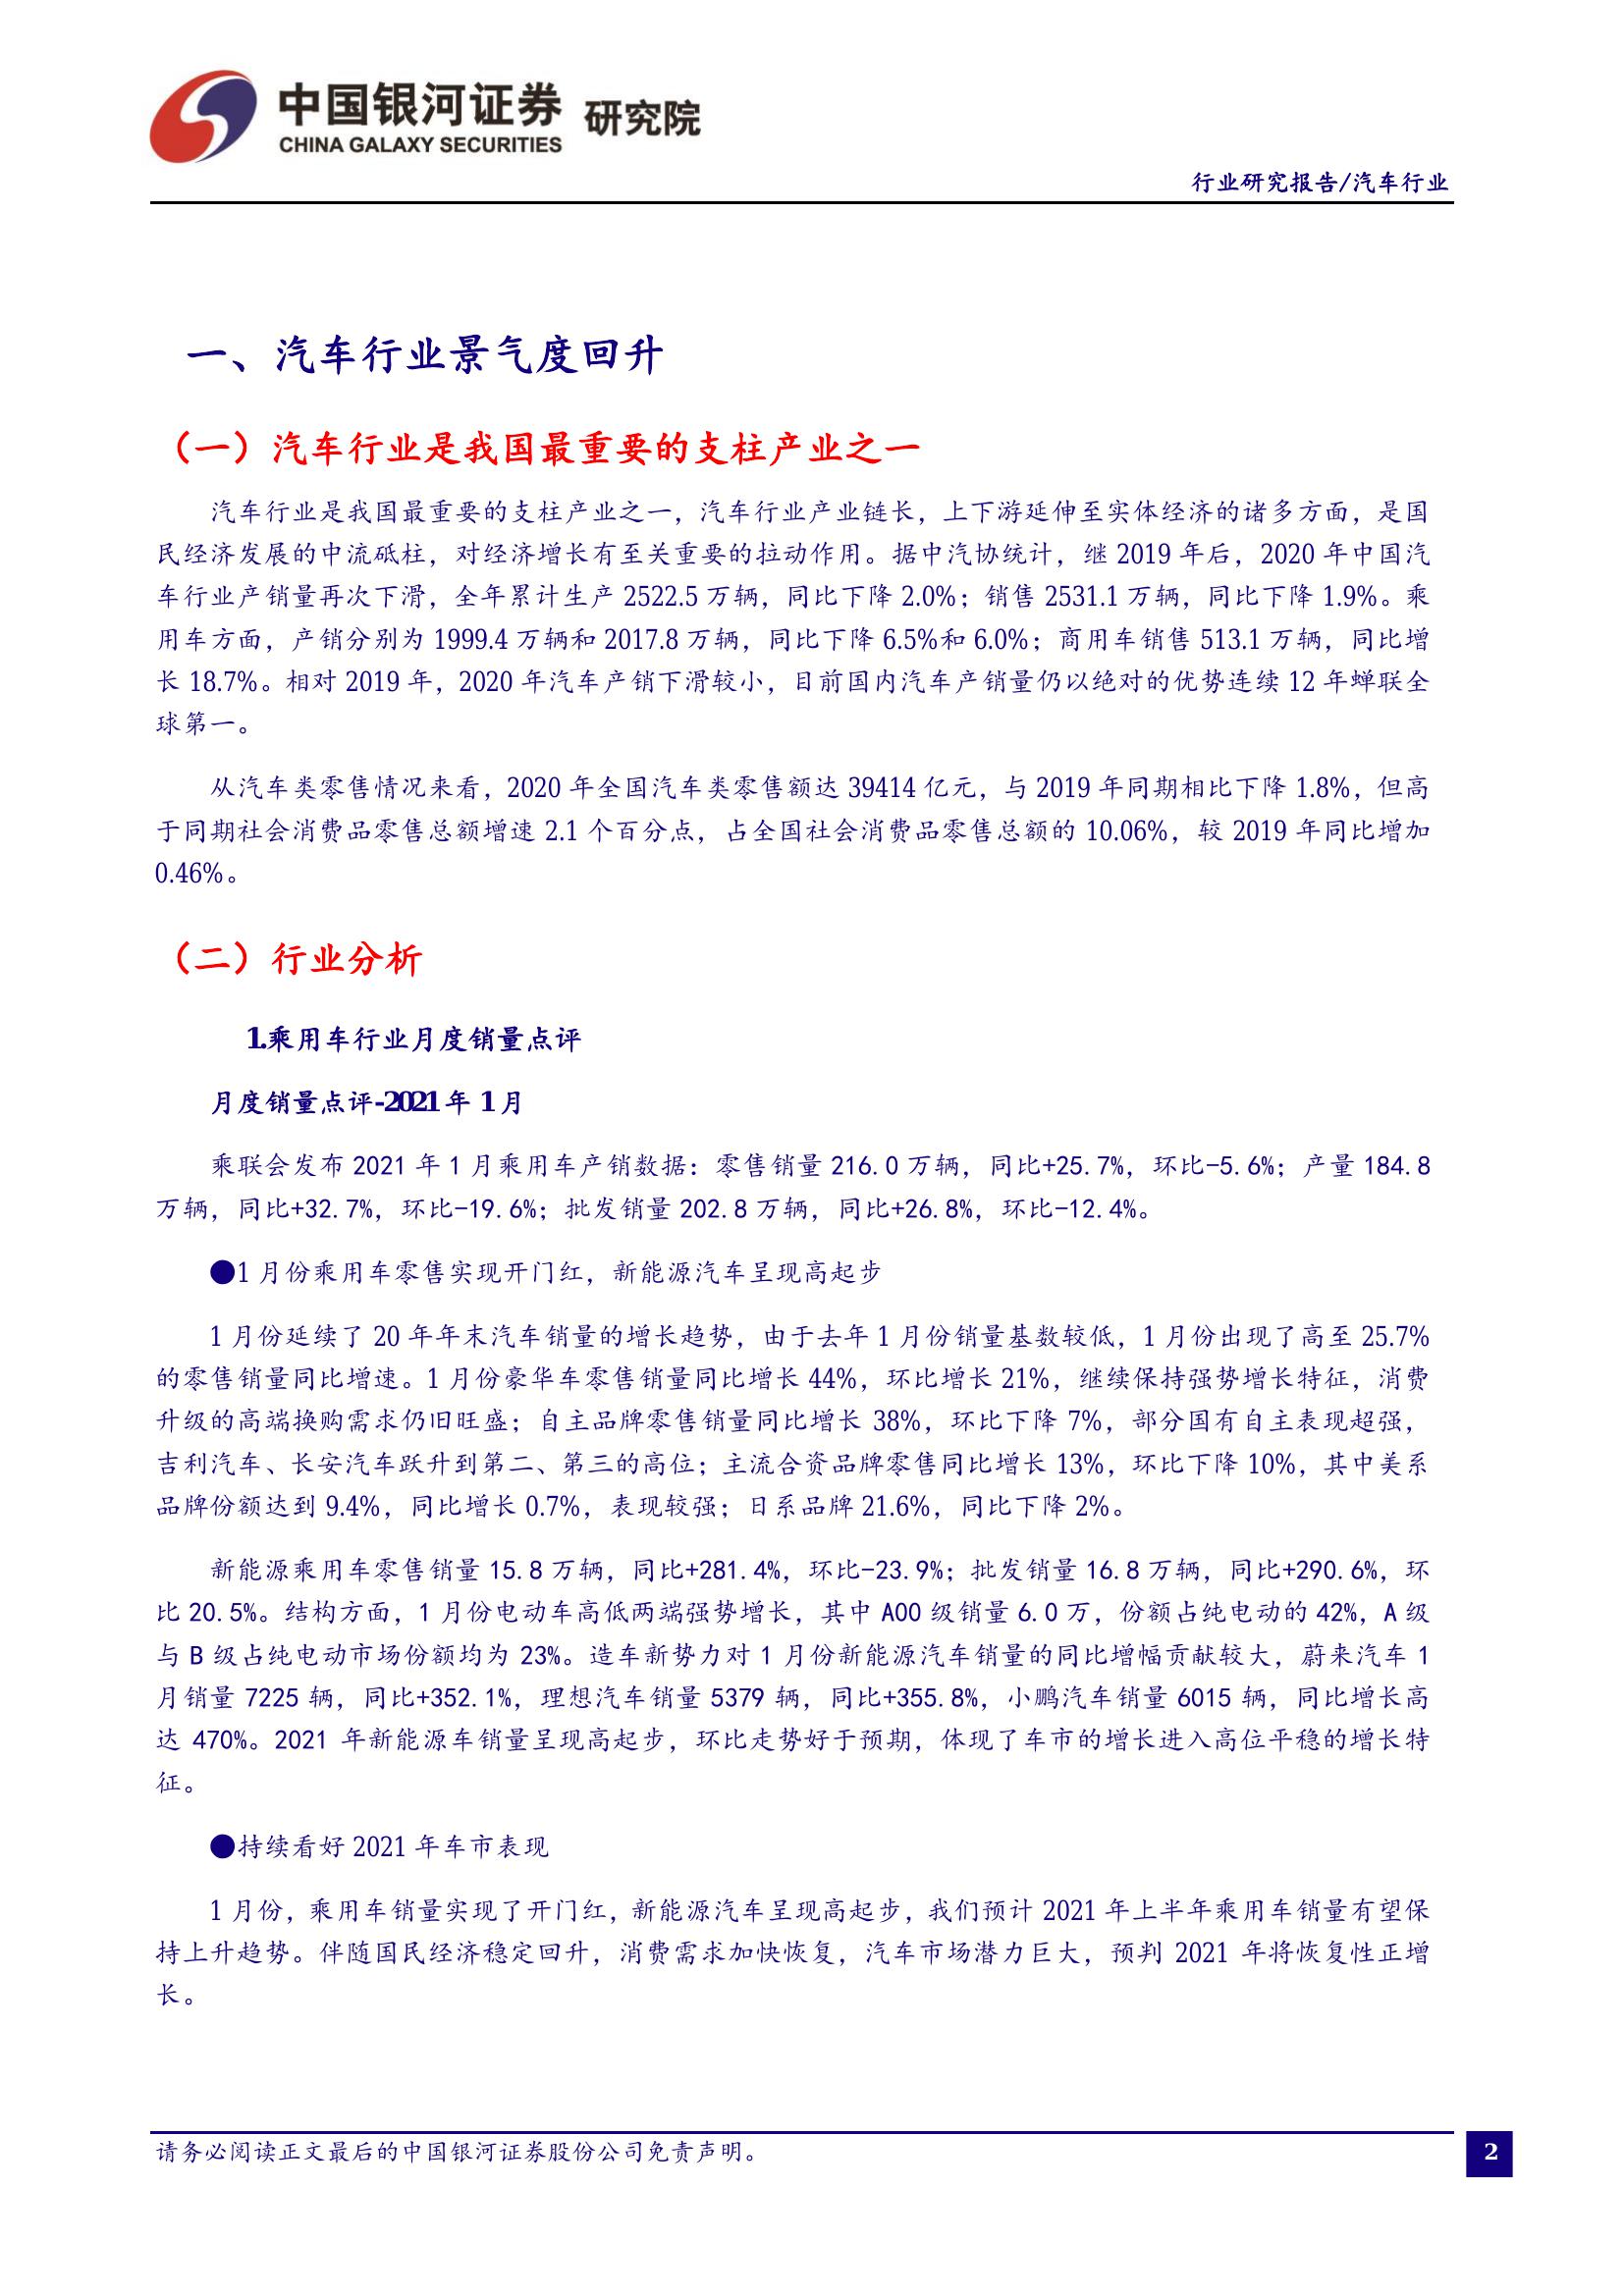 中国银河证券 研究院
CHINA GALAXY SECURITIES
行业研究报告/汽车行业
一、汽车行业景气度回升
（一）汽车行业是我国最重要的支柱产业之一
汽车行业是我国最重要的支柱产业之一，汽车行业产业链长，上下游延伸至实体经济的诸多方面，是国
民经济发展的中流砥柱，对经济增长有至关重要的拉动作用。据中汽协统计，继 2019 年后，2020 年中国汽
车行业产销量再次下滑，全年累计生产 2522.5 万辆，同比下降 2.0%；销售 2531.1 万辆，同比下降 1.9%。乘
用车方面，产销分别为 1999.4 万辆和 2017.8 万辆，同比下降 6.5%和 6.0%；商用车销售 513.1 万辆，同比增
长 18.7%。相对 2019 年，2020 年汽车产销下滑较小，目前国内汽车产销量仍以绝对的优势连续 12 年蝉联全
球第一。
从汽车类零售情况来看，2020 年全国汽车类零售额达 39414 亿元，与 2019 年同期相比下降 1.8%，但高
于同期社会消费品零售总额增速 2.1 个百分点，占全国社会消费品零售总额的 10.06%，较 2019 年同比增加
0.46%。
（二）行业分析
1.乘用车行业月度销量点评
月度销量点评-2021 年 1 月
乘联会发布 2021 年 1 月乘用车产销数据：零售销量 216.0 万辆，同比+25.7%，环比-5.6%；产量 184.8
万辆，同比+32.7%，环比-19.6%；批发销量 202.8 万辆，同比+26.8%，环比-12.4%。
●1 月份乘用车零售实现开门红，新能源汽车呈现高起步
1 月份延续了 20 年年末汽车销量的增长趋势，由于去年 1 月份销量基数较低，1 月份出现了高至 25.7%
的零售销量同比增速。1 月份豪华车零售销量同比增长 44%，环比增长 21%，继续保持强势增长特征，消费
升级的高端换购需求仍旧旺盛；自主品牌零售销量同比增长 38%，环比下降 7%，部分国有自主表现超强，
吉利汽车、长安汽车跃升到第二、第三的高位；主流合资品牌零售同比增长 13%，环比下降 10%，其中美系
品牌份额达到 9.4%，同比增长 0.7%，表现较强；日系品牌 21.6%，同比下降 2%。
新能源乘用车零售销量 15.8 万辆，同比+281.4%，环比-23.9%；批发销量 16.8 万辆，同比+290.6%，环
比 20.5%。结构方面，1 月份电动车高低两端强势增长，其中 A00 级销量 6.0 万，份额占纯电动的 42%，A 级
与 B 级占纯电动市场份额均为 23%。造车新势力对 1 月份新能源汽车销量的同比增幅贡献较大，蔚来汽车 1
月销量 7225 辆，同比+352.1%，理想汽车销量 5379 辆，同比+355.8%，小鹏汽车销量 6015 辆，同比增长高
达 470%。2021 年新能源车销量呈现高起步，环比走势好于预期，体现了车市的增长进入高位平稳的增长特
征。
●持续看好 2021 年车市表现
1 月份，乘用车销量实现了开门红，新能源汽车呈现高起步，我们预计 2021 年上半年乘用车销量有望保
持上升趋势。伴随国民经济稳定回升，消费需求加快恢复，汽车市场潜力巨大，预判 2021 年将恢复性正增
长。
请务必阅读正文最后的中国银河证券股份公司免责声明。
2